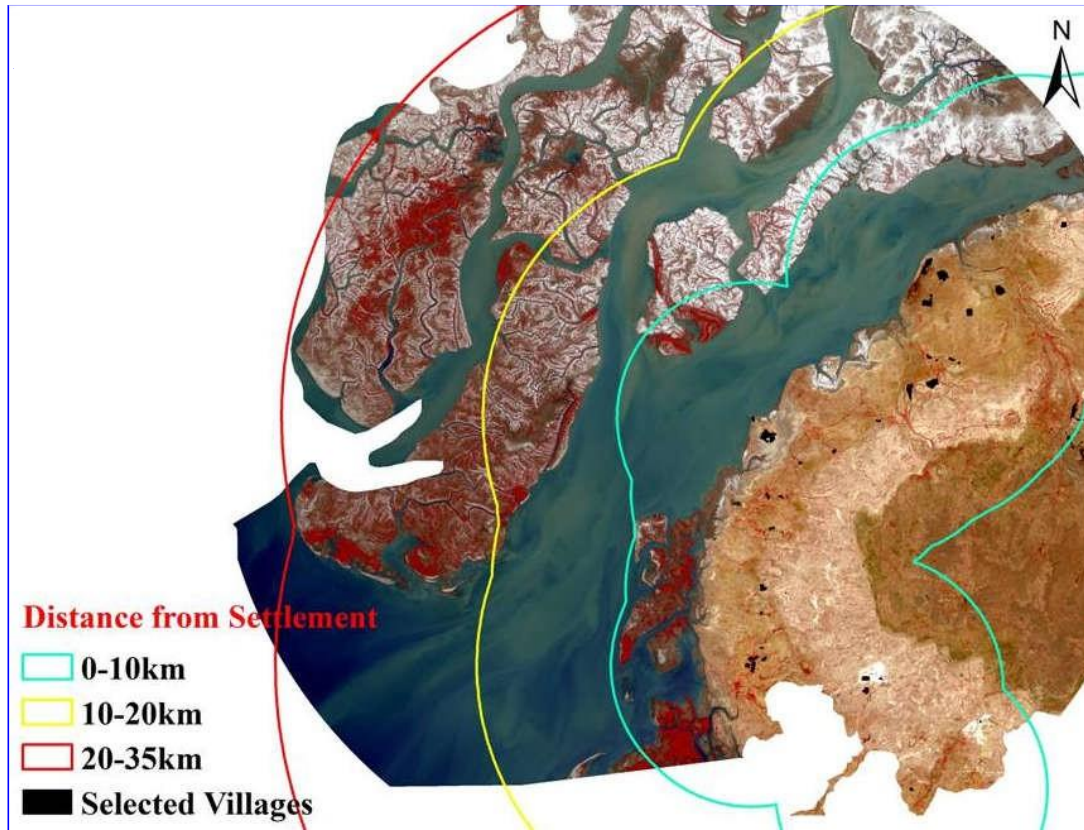 N
Distance from Settlement
0-10km
10-20km
20-35km
Selected Villages